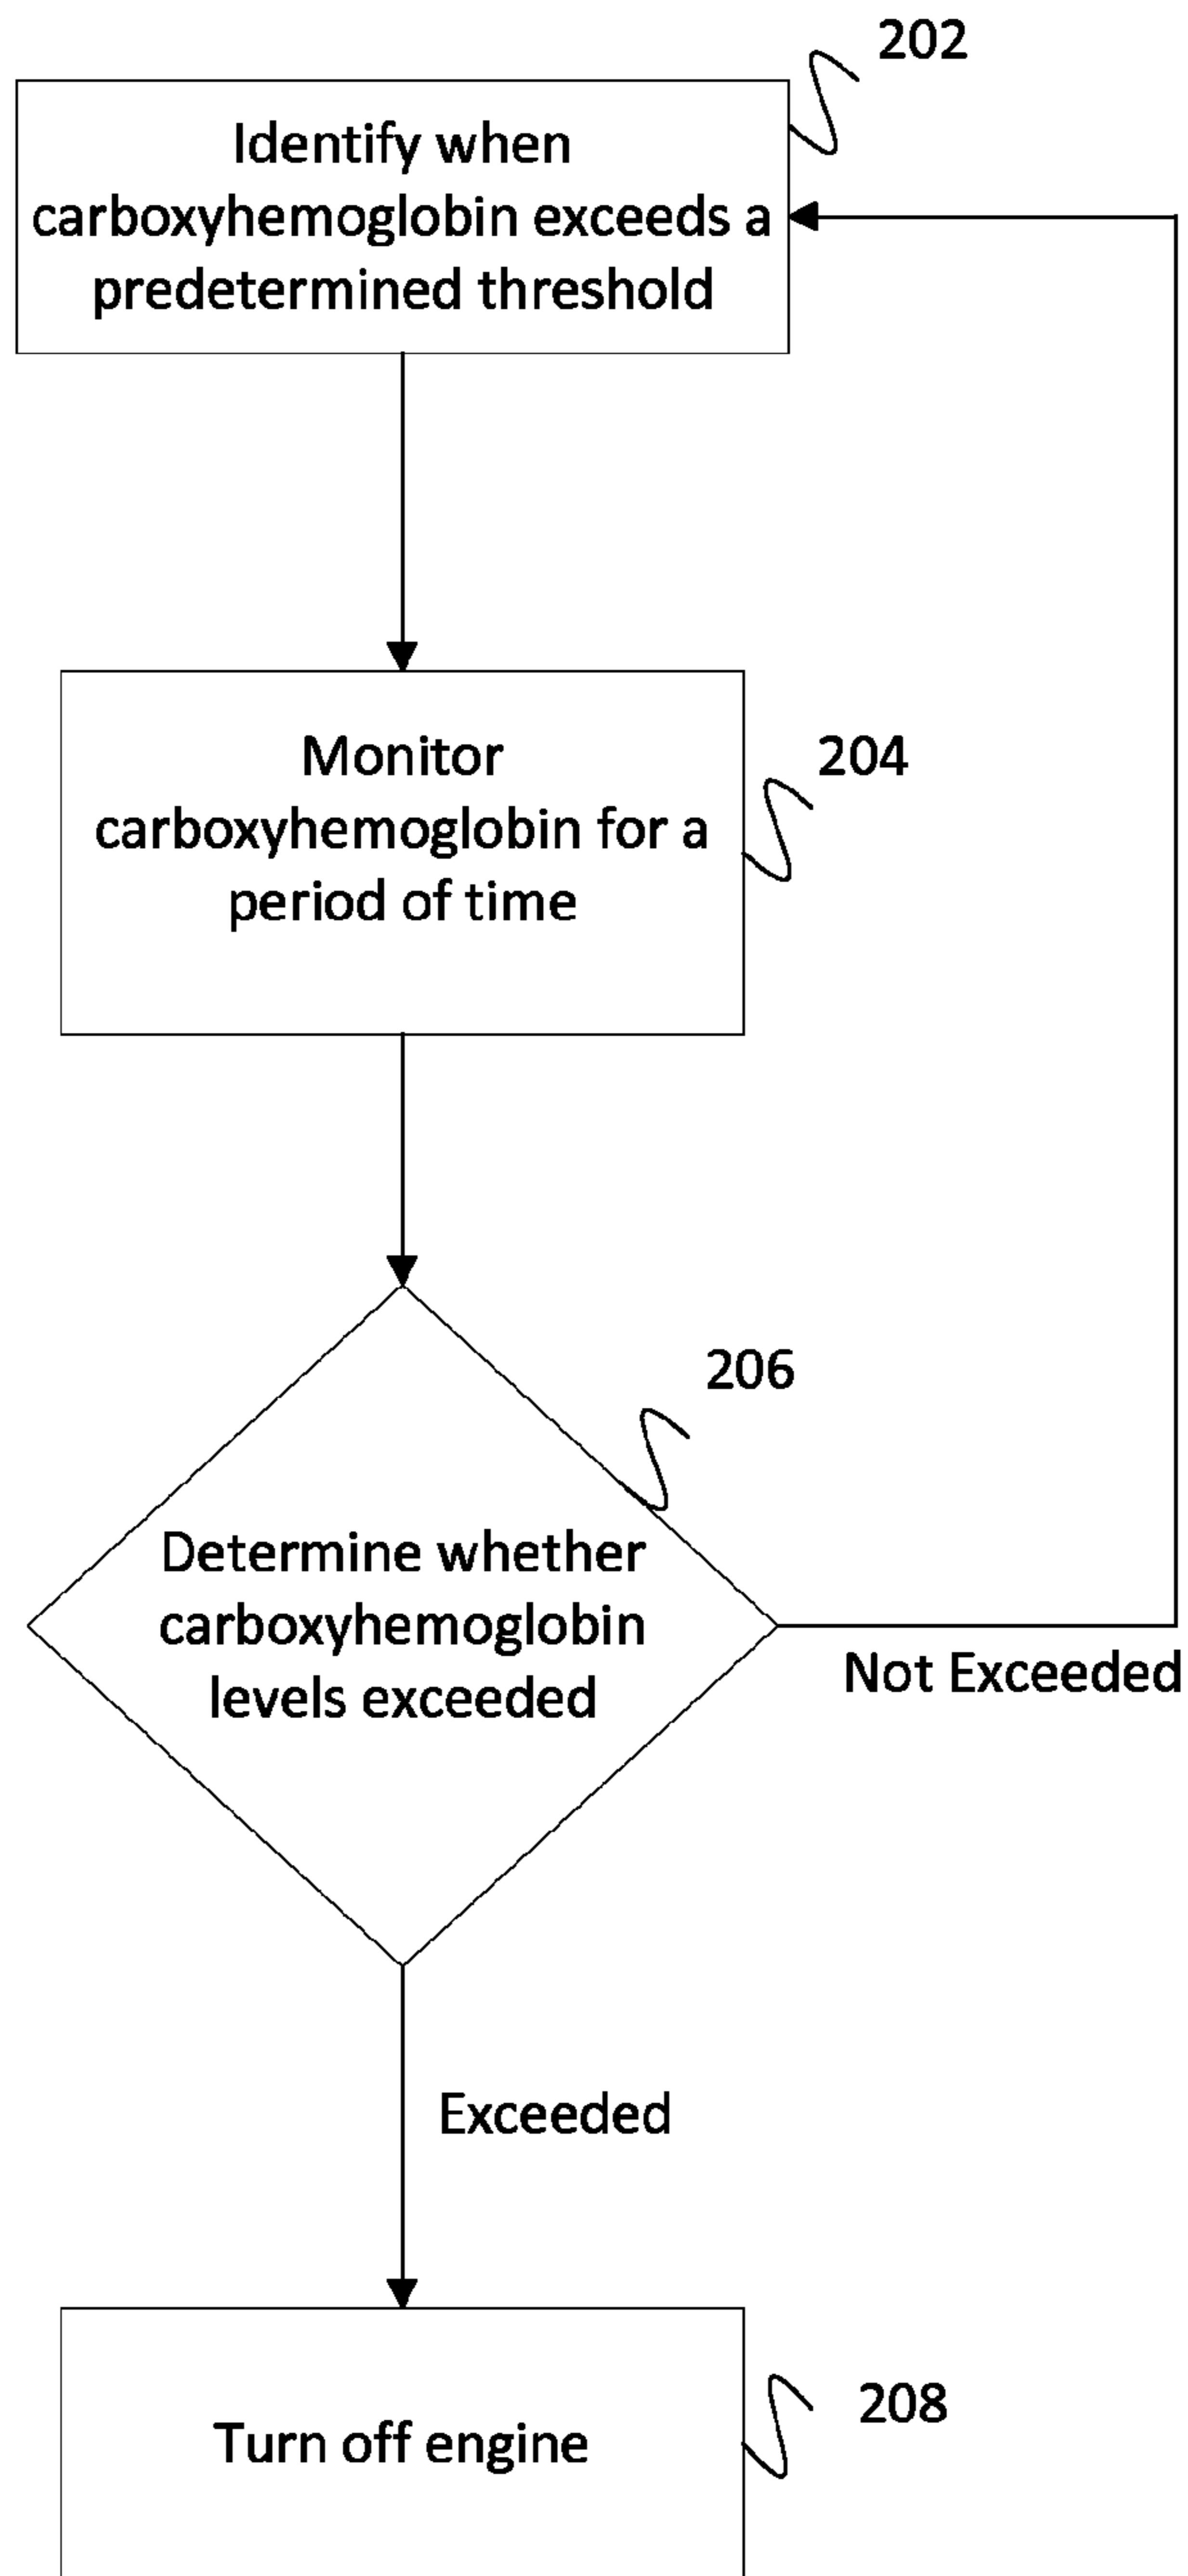 202
Identify when
carboxyhemoglobin exceeds a
predetermined threshold
Monitor
carboxyhemoglobin for a
period of time
204
206
Determine whether
carboxyhemoglobin
levels exceeded
Not Exceeded
Exceeded
Turn off engine
208